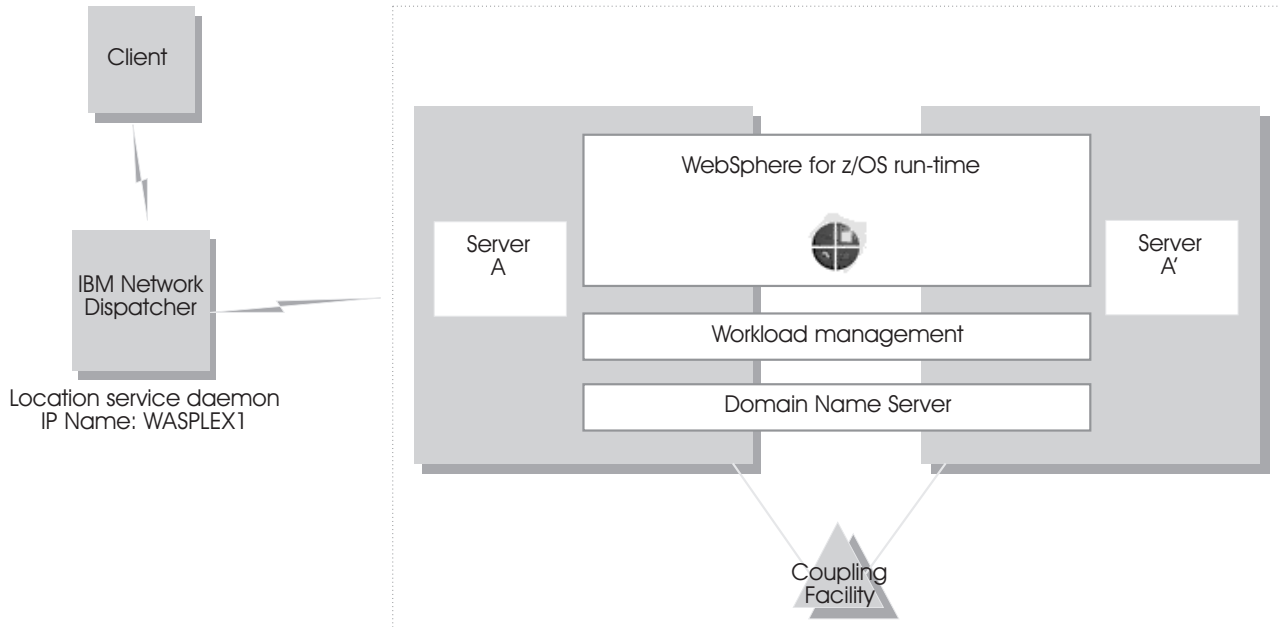 Client
IBM Network
Dispatcher
Location service daemon
IP Name: WASPLEX1
WebSphere for z/OS run-time
Server
A
Server
A′
Workload management
Domain Name Server
Coupling
Facility